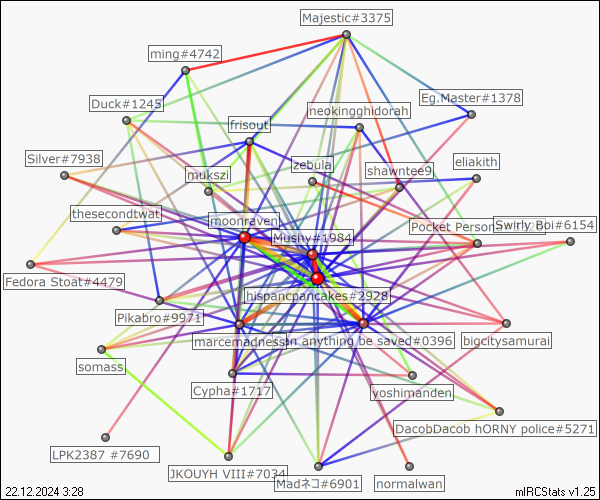 Majestic#3375
ming#4742
Eg.Master#1378
Duck#1245
neokingghidorah
frisout
Silver#7938
zebula
shawntee9
eliakith
mukszi
thesecondtwat
moonraven
Pocket Person
Swirly Boi#6154
Mushy#1984
Fedora Stoat#4479
hispancpancakes#2928
Pikabro#9971
marcemadness
an anything be saved#0396
bigcitysamurai
somass
Cypha#1717
yoshimanden
DacobDacob hORNY police#5271
LPK2387 #7690
JKOUYH VIII#7034
Madネコ#6901
normalwan
22.12.2024 3:28
mIRCStats v1.25